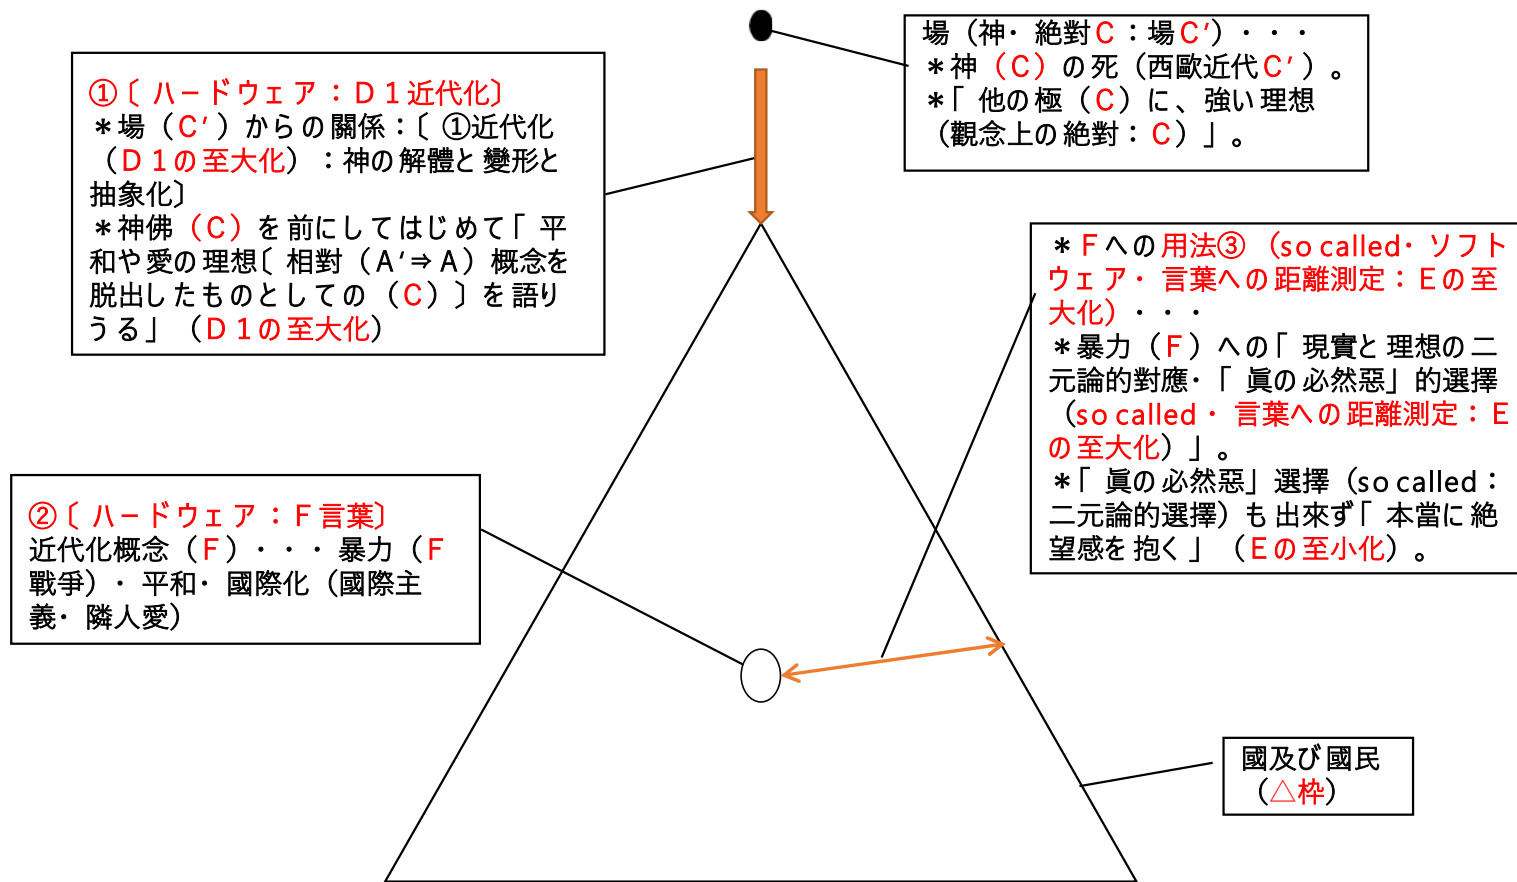 場（神・絶對Ｃ：場Ｃ′）・・・
＊神（Ｃ）の死（西歐近代Ｃ′）。
＊「他の極（Ｃ）に、強い理想
（觀念上の絶對：Ｃ）」。
①〔ハードウェア：Ｄ１近代化〕
＊場（Ｃ′）からの關係：〔①近代化
（Ｄ１の至大化）：神の解體と變形と
抽象化〕
＊神佛（Ｃ）を前にしてはじめて「平
和や愛の理想〔相對（Ａ′⇒Ａ）概念を
脱出したものとしての（Ｃ）〕を語り
うる」（Ｄ１の至大化）
＊Ｆへの用法③（so called・ソフト
ウェア・言葉への距離測定：Ｅの至
大化）・・・
＊暴力（Ｆ）への「現實と理想の二
元論的對應・「眞の必然惡」的選擇
（so called・言葉への距離測定：Ｅ
の至大化）」。
＊「眞の必然惡」選擇（so called：
二元論的選擇）も出來ず「本當に絶
望感を抱く」（Ｅの至小化）。
②〔ハードウェア：Ｆ言葉〕
近代化概念（Ｆ）・・・暴力（Ｆ
戰爭）・平和・國際化（國際主
義・隣人愛）
國及び國民
（△枠）